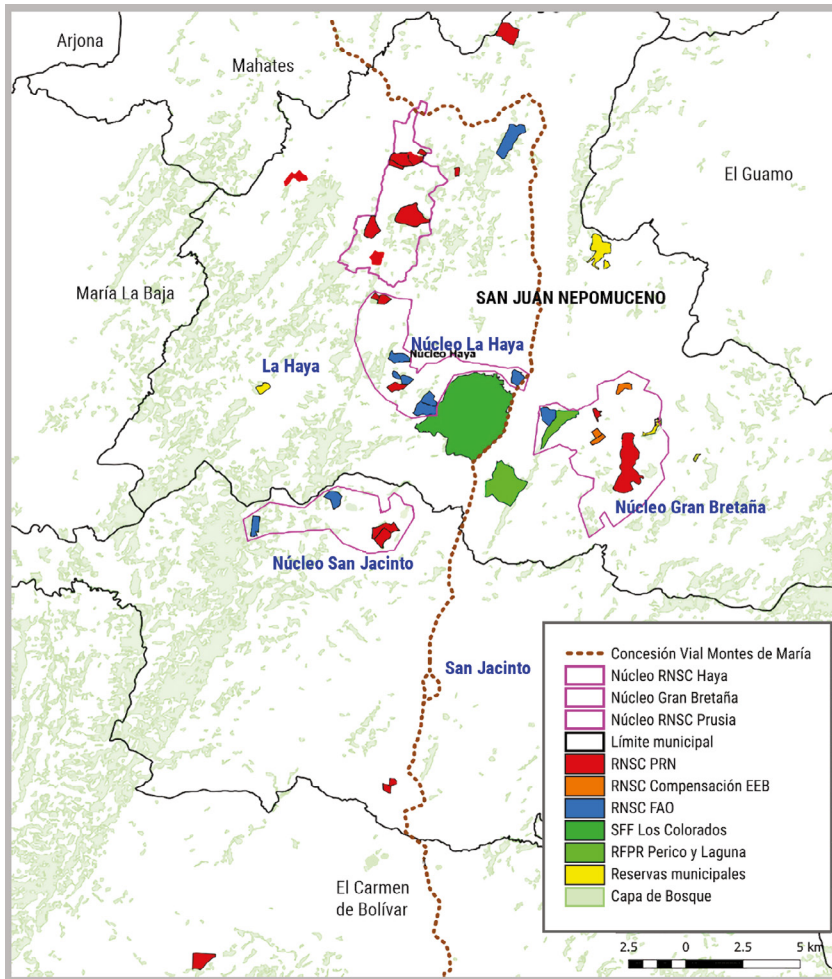 Arjona
Mahates
El Guamo
María La Baja
SAN JUAN NEPOMUCENO
Núcleo La Haya
Núcleo Haya
La Haya
Núcleo Gran Bretaña
Núcleo San Jacinto
San Jacinto
El Carmen
de Bolívar
Concesión Vial Montes de María
Núcleo RNSC Haya
Núcleo Gran Bretaña
Núcleo RNSC Prusia
Límite municipal
RNSC PRN
RNSC Compensación EEB
RNSC FAO
SFF Los Colorados
RFPR Perico y Laguna
Reservas municipales
Capa de Bosque
2.5 0 2.5 5 km